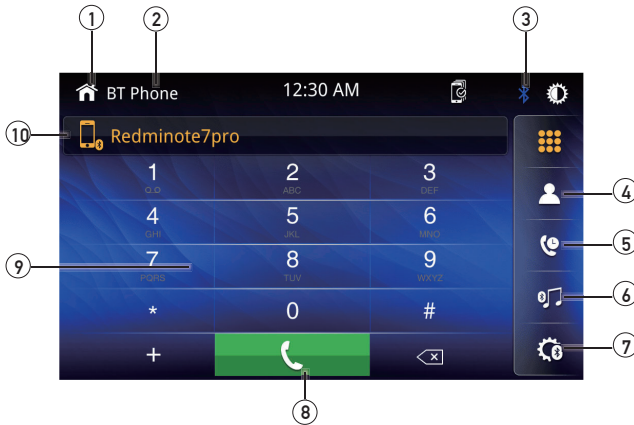 1 2 3
BT Phone 12:30 AM
10 Redminote7pro
1 2 3
Q.D ABC DEF
4
4 5 6
GHI JKL MNO
5
7 8 9
9 PQRS TUV WXYZ
6
* 0 #
7
+
8